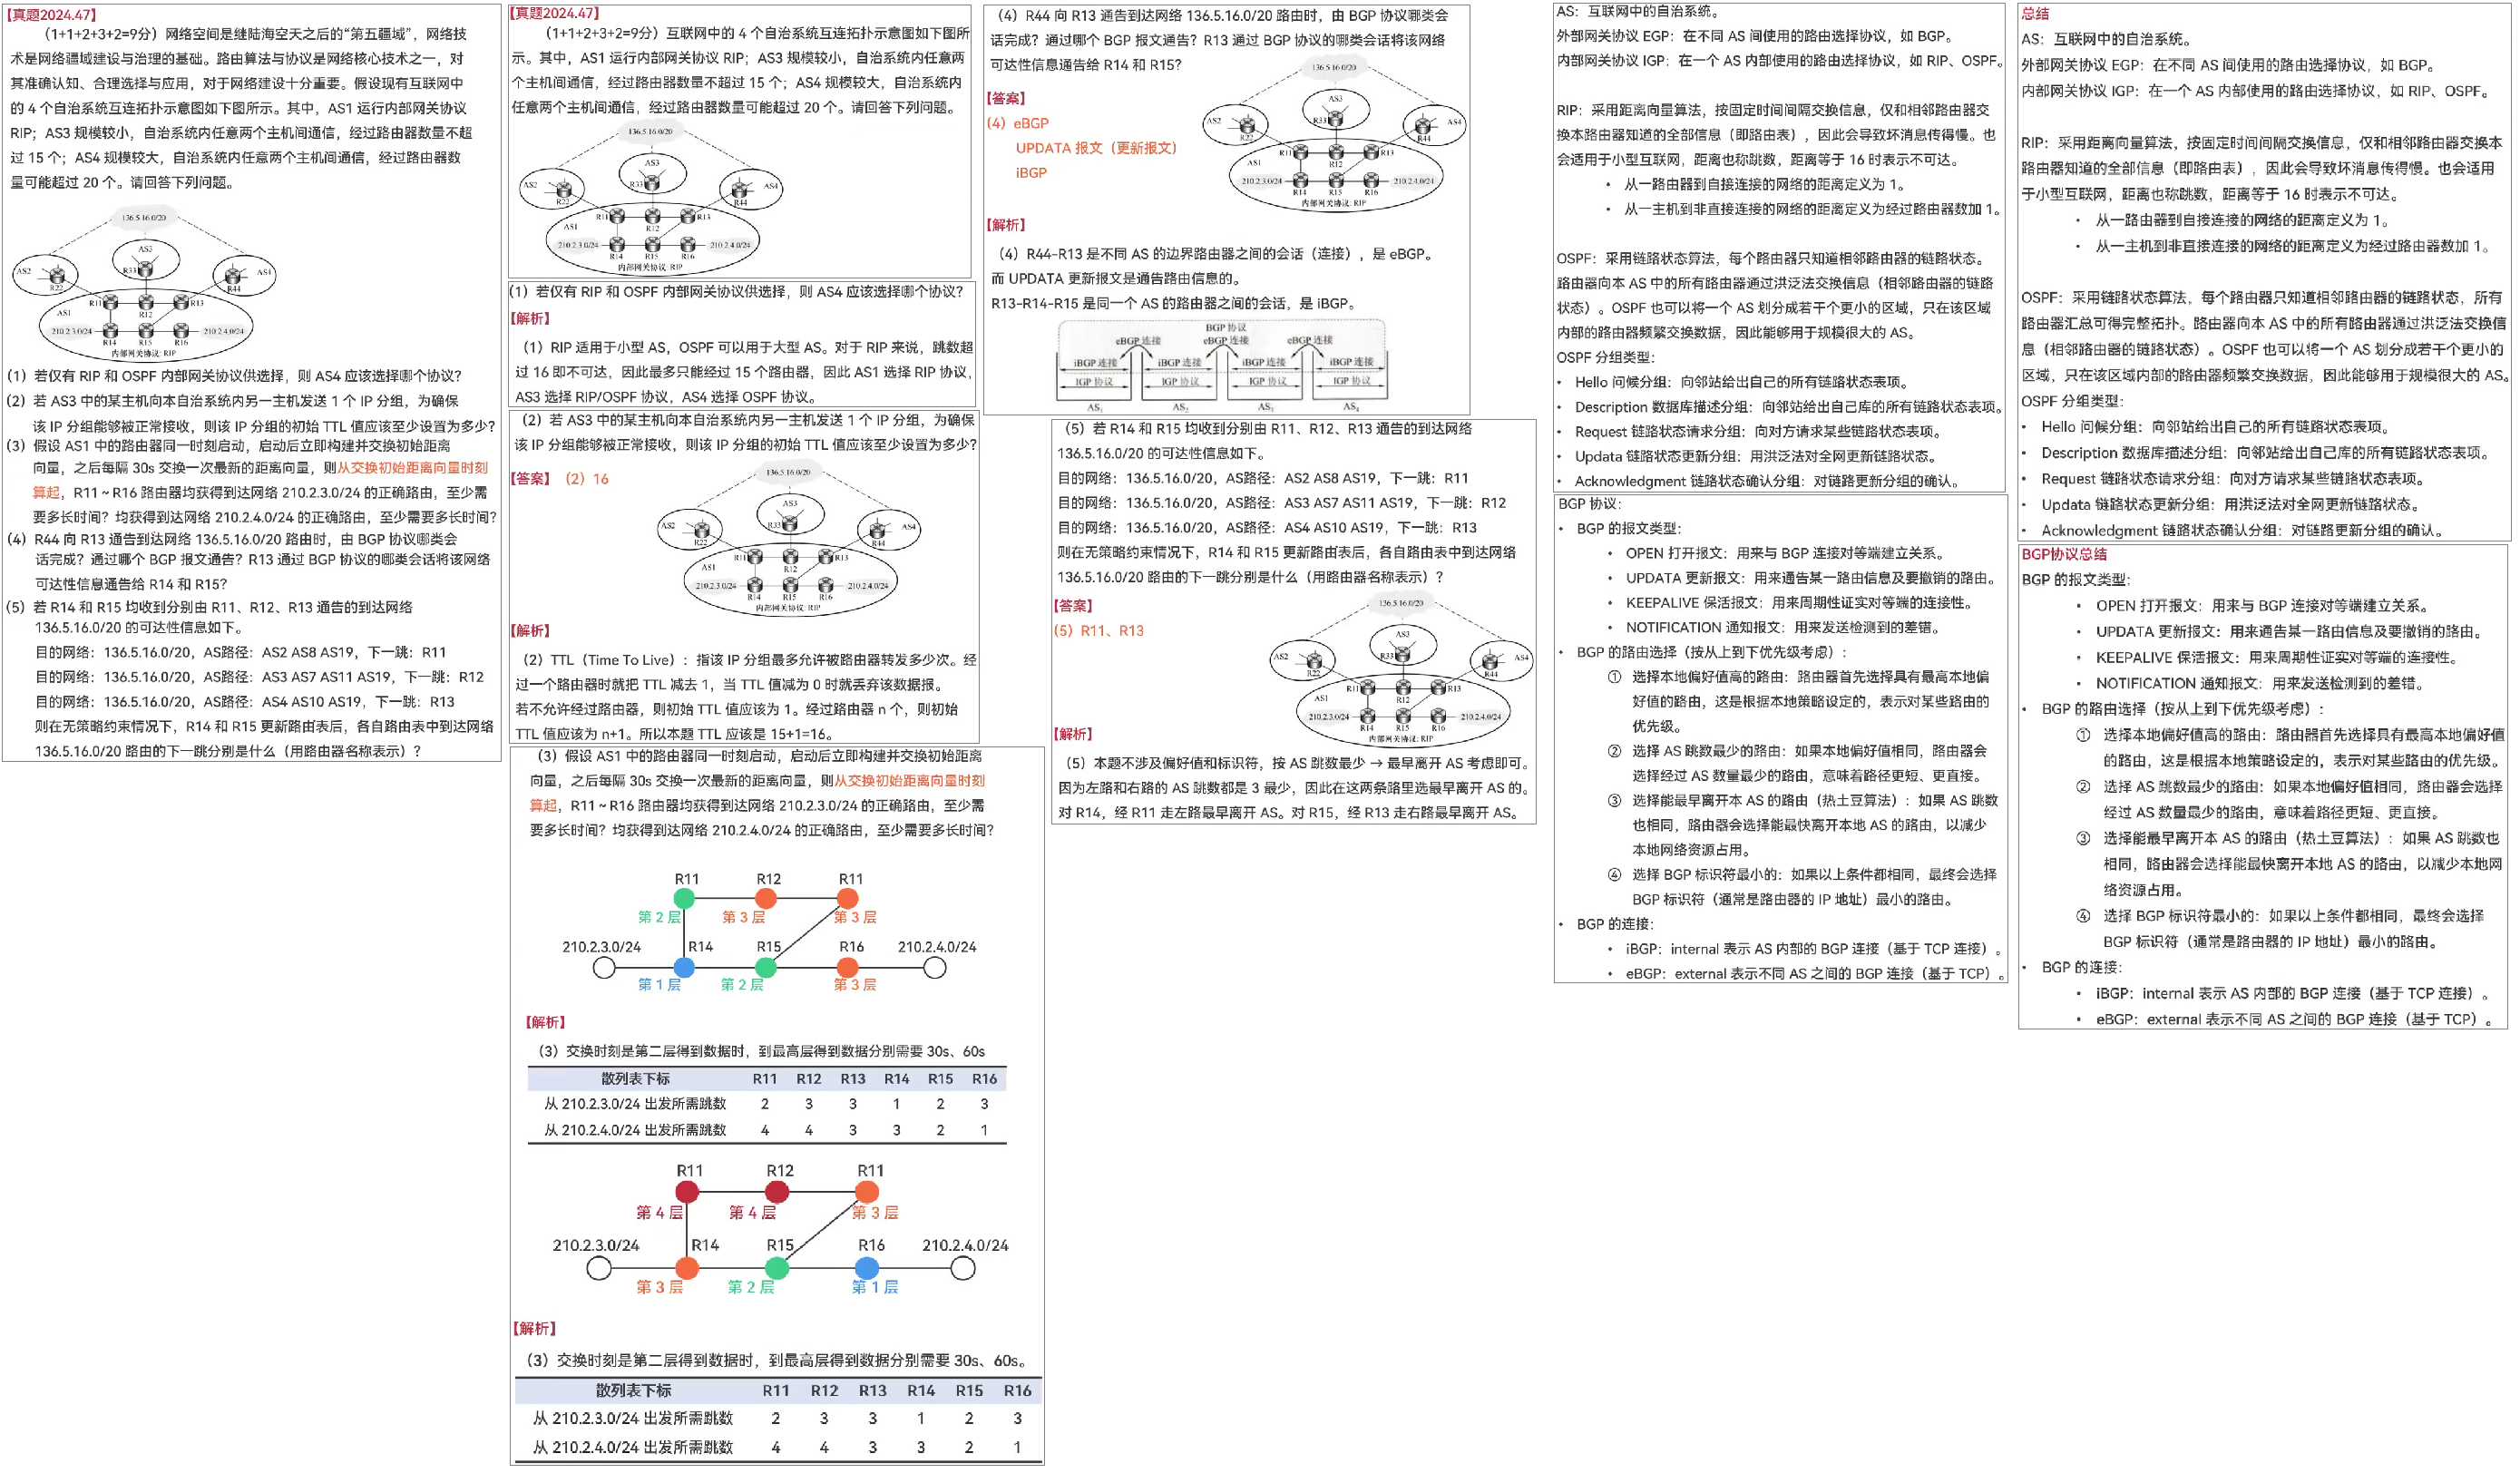 【真题2024.47】
（1+1+2+3+2=9分）网络空间是继陆海空天之后的“第五疆域”，网络技
术是网络疆域建设与治理的基础。路由算法与协议是网络核心技术之一，对
其准确认知、合理选择与应用，对于网络建设十分重要。假设现有互联网中
的 4 个自治系统互连拓扑示意图如下图所示。其中，AS1 运行内部网关协议
RIP；AS3 规模较小，自治系统内任意两个主机间通信，经过路由器数量不超
过 15 个；AS4 规模较大，自治系统内任意两个主机间通信，经过路由器数
量可能超过 20 个。请回答下列问题。
136.5.16.0/20
AS3
AS2
R33
AS4
R22
R44
R11
R13
R12
AS1
210.2.3.0/24
210.2.4.0/24
R14 R15 R16
内部网关协议: RIP
（1）若仅有 RIP 和 OSPF 内部网关协议供选择，则 AS4 应该选择哪个协议？
（2）若 AS3 中的某主机向本自治系统内另一主机发送 1 个 IP 分组，为确保
该 IP 分组能够被正常接收，则该 IP 分组的初始 TTL 值应该至少设置为多少？
（3）假设 AS1 中的路由器同一时刻启动，启动后立即构建并交换初始距离
向量，之后每隔 30s 交换一次最新的距离向量，则从交换初始距离向量时刻
算起，R11 ~ R16 路由器均获得到达网络 210.2.3.0/24 的正确路由，至少需
要多长时间？均获得到达网络 210.2.4.0/24 的正确路由，至少需要多长时间？
（4）R44 向 R13 通告到达网络 136.5.16.0/20 路由时，由 BGP 协议哪类会
话完成？通过哪个 BGP 报文通告？R13 通过 BGP 协议的哪类会话将该网络
可达性信息通告给 R14 和 R15？
（5）若 R14 和 R15 均收到分别由 R11、R12、R13 通告的到达网络
136.5.16.0/20 的可达性信息如下。
目的网络：136.5.16.0/20，AS路径：AS2 AS8 AS19，下一跳：R11
目的网络：136.5.16.0/20，AS路径：AS3 AS7 AS11 AS19，下一跳：R12
目的网络：136.5.16.0/20，AS路径：AS4 AS10 AS19，下一跳：R13
则在无策略约束情况下，R14 和 R15 更新路由表后，各自路由表中到达网络
136.5.16.0/20 路由的下一跳分别是什么（用路由器名称表示）？
【真题2024.47】
（1+1+2+3+2=9分）互联网中的 4 个自治系统互连拓扑示意图如下图所
示。其中，AS1 运行内部网关协议 RIP；AS3 规模较小，自治系统内任意两
个主机间通信，经过路由器数量不超过 15 个；AS4 规模较大，自治系统内
任意两个主机间通信，经过路由器数量可能超过 20 个。请回答下列问题。
136.5.16.0/20
AS3
AS2
R33
AS4
R22
R44
R11
R13
R12
AS1
210.2.3.0/24
210.2.4.0/24
R14 R15 R16
内部网关协议: RIP
（1）若仅有 RIP 和 OSPF 内部网关协议供选择，则 AS4 应该选择哪个协议？
【解析】
（1）RIP 适用于小型 AS，OSPF 可以用于大型 AS。对于 RIP 来说，跳数超
过 16 即不可达，因此最多只能经过 15 个路由器，因此 AS1 选择 RIP 协议，
AS3 选择 RIP/OSPF 协议，AS4 选择 OSPF 协议。
（2）若 AS3 中的某主机向本自治系统内另一主机发送 1 个 IP 分组，为确保
该 IP 分组能够被正常接收，则该 IP 分组的初始 TTL 值应该至少设置为多少？
【答案】（2）16
136.5.16.0/20
AS3
AS2
R33
AS4
R22
R44
R11
R13
R12
AS1
210.2.3.0/24
210.2.4.0/24
R14 R15 R16
内部网关协议: RIP
【解析】
（2）TTL（Time To Live）：指该 IP 分组最多允许被路由器转发多少次。经
过一个路由器时就把 TTL 减去 1，当 TTL 值减为 0 时就丢弃该数据报。
若不允许经过路由器，则初始 TTL 值应该为 1。经过路由器 n 个，则初始
TTL 值应该为 n+1。所以本题 TTL 应该是 15+1=16。
（3）假设 AS1 中的路由器同一时刻启动，启动后立即构建并交换初始距离
向量，之后每隔 30s 交换一次最新的距离向量，则从交换初始距离向量时刻
算起，R11 ~ R16 路由器均获得到达网络 210.2.3.0/24 的正确路由，至少需
要多长时间？均获得到达网络 210.2.4.0/24 的正确路由，至少需要多长时间？
R11 R12 R11
第 2 层 第 3 层 第 3 层
210.2.3.0/24 R14 R15 R16 210.2.4.0/24
第 1 层 第 2 层 第 3 层
【解析】
（3）交换时刻是第二层得到数据时，到最高层得到数据分别需要 30s、60s
散列表下标 R11 R12 R13 R14 R15 R16
从 210.2.3.0/24 出发所需跳数 2 3 3 1 2 3
从 210.2.4.0/24 出发所需跳数 4 4 3 3 2 1
R11 R12 R11
第 4 层 第 4 层 第 3 层
210.2.3.0/24 R14 R15 R16 210.2.4.0/24
第 3 层 第 2 层 第 1 层
【解析】
（3）交换时刻是第二层得到数据时，到最高层得到数据分别需要 30s、60s。
散列表下标 R11 R12 R13 R14 R15 R16
从 210.2.3.0/24 出发所需跳数 2 3 3 1 2 3
从 210.2.4.0/24 出发所需跳数 4 4 3 3 2 1
（4）R44 向 R13 通告到达网络 136.5.16.0/20 路由时，由 BGP 协议哪类会
话完成？通过哪个 BGP 报文通告？R13 通过 BGP 协议的哪类会话将该网络
可达性信息通告给 R14 和 R15？
【答案】
（4）eBGP
UPDATA 报文（更新报文）
iBGP
136.5.16.0/20
AS3
AS2
R33
AS4
R22
R44
R11
R13
R12
AS1
210.2.3.0/24
210.2.4.0/24
R14 R15 R16
内部网关协议: RIP
【解析】
（4）R44-R13 是不同 AS 的边界路由器之间的会话（连接），是 eBGP。
而 UPDATA 更新报文是通告路由信息的。
R13-R14-R15 是同一个 AS 的路由器之间的会话，是 iBGP。
BGP 协议
eBGP 连接 eBGP 连接 eBGP 连接
iBGP 连接 iBGP 连接 iBGP 连接 iBGP 连接
IGP 协议 IGP 协议 IGP 协议 IGP 协议
AS₁ AS₂ AS₃ AS₄
（5）若 R14 和 R15 均收到分别由 R11、R12、R13 通告的到达网络
136.5.16.0/20 的可达性信息如下。
目的网络：136.5.16.0/20，AS路径：AS2 AS8 AS19，下一跳：R11
目的网络：136.5.16.0/20，AS路径：AS3 AS7 AS11 AS19，下一跳：R12
目的网络：136.5.16.0/20，AS路径：AS4 AS10 AS19，下一跳：R13
则在无策略约束情况下，R14 和 R15 更新路由表后，各自路由表中到达网络
136.5.16.0/20 路由的下一跳分别是什么（用路由器名称表示）？
【答案】
（5）R11、R13
136.5.16.0/20
AS3
AS2
R33
AS4
R22
R44
R11
R13
R12
AS1
210.2.3.0/24
210.2.4.0/24
R14 R15 R16
内部网关协议: RIP
【解析】
（5）本题不涉及偏好值和标识符，按 AS 跳数最少 → 最早离开 AS 考虑即可。
因为左路和右路的 AS 跳数都是 3 最少，因此在这两条路里选最早离开 AS 的。
对 R14，经 R11 走左路最早离开 AS。对 R15，经 R13 走右路最早离开 AS。
AS：互联网中的自治系统。
外部网关协议 EGP：在不同 AS 间使用的路由选择协议，如 BGP。
内部网关协议 IGP：在一个 AS 内部使用的路由选择协议，如 RIP、OSPF。
RIP：采用距离向量算法，按固定时间间隔交换信息，仅和相邻路由器交
换本路由器知道的全部信息（即路由表），因此会导致坏消息传得慢。也
会适用于小型互联网，距离也称跳数，距离等于 16 时表示不可达。
• 从一路由器到自接连接的网络的距离定义为 1。
• 从一主机到非直接连接的网络的距离定义为经过路由器数加 1。
OSPF：采用链路状态算法，每个路由器只知道相邻路由器的链路状态。
路由器向本 AS 中的所有路由器通过洪泛法交换信息（相邻路由器的链路
状态）。OSPF 也可以将一个 AS 划分成若干个更小的区域，只在该区域
内部的路由器频繁交换数据，因此能够用于规模很大的 AS。
OSPF 分组类型：
• Hello 问候分组：向邻站给出自己的所有链路状态表项。
• Description 数据库描述分组：向邻站给出自己库的所有链路状态表项。
• Request 链路状态请求分组：向对方请求某些链路状态表项。
• Updata 链路状态更新分组：用洪泛法对全网更新链路状态。
• Acknowledgment 链路状态确认分组：对链路更新分组的确认。
BGP 协议：
• BGP 的报文类型：
• OPEN 打开报文：用来与 BGP 连接对等端建立关系。
• UPDATA 更新报文：用来通告某一路由信息及要撤销的路由。
• KEEPALIVE 保活报文：用来周期性证实对等端的连接性。
• NOTIFICATION 通知报文：用来发送检测到的差错。
• BGP 的路由选择（按从上到下优先级考虑）：
① 选择本地偏好值高的路由：路由器首先选择具有最高本地偏
好值的路由，这是根据本地策略设定的，表示对某些路由的
优先级。
② 选择 AS 跳数最少的路由：如果本地偏好值相同，路由器会
选择经过 AS 数量最少的路由，意味着路径更短、更直接。
③ 选择能最早离开本 AS 的路由（热土豆算法）：如果 AS 跳数
也相同，路由器会选择能最快离开本地 AS 的路由，以减少
本地网络资源占用。
④ 选择 BGP 标识符最小的：如果以上条件都相同，最终会选择
BGP 标识符（通常是路由器的 IP 地址）最小的路由。
• BGP 的连接：
• iBGP：internal 表示 AS 内部的 BGP 连接（基于 TCP 连接）。
• eBGP：external 表示不同 AS 之间的 BGP 连接（基于 TCP）。
总结
AS：互联网中的自治系统。
外部网关协议 EGP：在不同 AS 间使用的路由选择协议，如 BGP。
内部网关协议 IGP：在一个 AS 内部使用的路由选择协议，如 RIP、OSPF。
RIP：采用距离向量算法，按固定时间间隔交换信息，仅和相邻路由器交换本
路由器知道的全部信息（即路由表），因此会导致坏消息传得慢。也会适用
于小型互联网，距离也称跳数，距离等于 16 时表示不可达。
• 从一路由器到自接连接的网络的距离定义为 1。
• 从一主机到非直接连接的网络的距离定义为经过路由器数加 1。
OSPF：采用链路状态算法，每个路由器只知道相邻路由器的链路状态，所有
路由器汇总可得完整拓扑。路由器向本 AS 中的所有路由器通过洪泛法交换信
息（相邻路由器的链路状态）。OSPF 也可以将一个 AS 划分成若干个更小的
区域，只在该区域内部的路由器频繁交换数据，因此能够用于规模很大的 AS。
OSPF 分组类型：
• Hello 问候分组：向邻站给出自己的所有链路状态表项。
• Description 数据库描述分组：向邻站给出自己库的所有链路状态表项。
• Request 链路状态请求分组：向对方请求某些链路状态表项。
• Updata 链路状态更新分组：用洪泛法对全网更新链路状态。
• Acknowledgment 链路状态确认分组：对链路更新分组的确认。
BGP协议总结
BGP 的报文类型：
• OPEN 打开报文：用来与 BGP 连接对等端建立关系。
• UPDATA 更新报文：用来通告某一路由信息及要撤销的路由。
• KEEPALIVE 保活报文：用来周期性证实对等端的连接性。
• NOTIFICATION 通知报文：用来发送检测到的差错。
• BGP 的路由选择（按从上到下优先级考虑）：
① 选择本地偏好值高的路由：路由器首先选择具有最高本地偏好值
的路由，这是根据本地策略设定的，表示对某些路由的优先级。
② 选择 AS 跳数最少的路由：如果本地偏好值相同，路由器会选择
经过 AS 数量最少的路由，意味着路径更短、更直接。
③ 选择能最早离开本 AS 的路由（热土豆算法）：如果 AS 跳数也
相同，路由器会选择能最快离开本地 AS 的路由，以减少本地网
络资源占用。
④ 选择 BGP 标识符最小的：如果以上条件都相同，最终会选择
BGP 标识符（通常是路由器的 IP 地址）最小的路由。
• BGP 的连接：
• iBGP：internal 表示 AS 内部的 BGP 连接（基于 TCP 连接）。
• eBGP：external 表示不同 AS 之间的 BGP 连接（基于 TCP）。